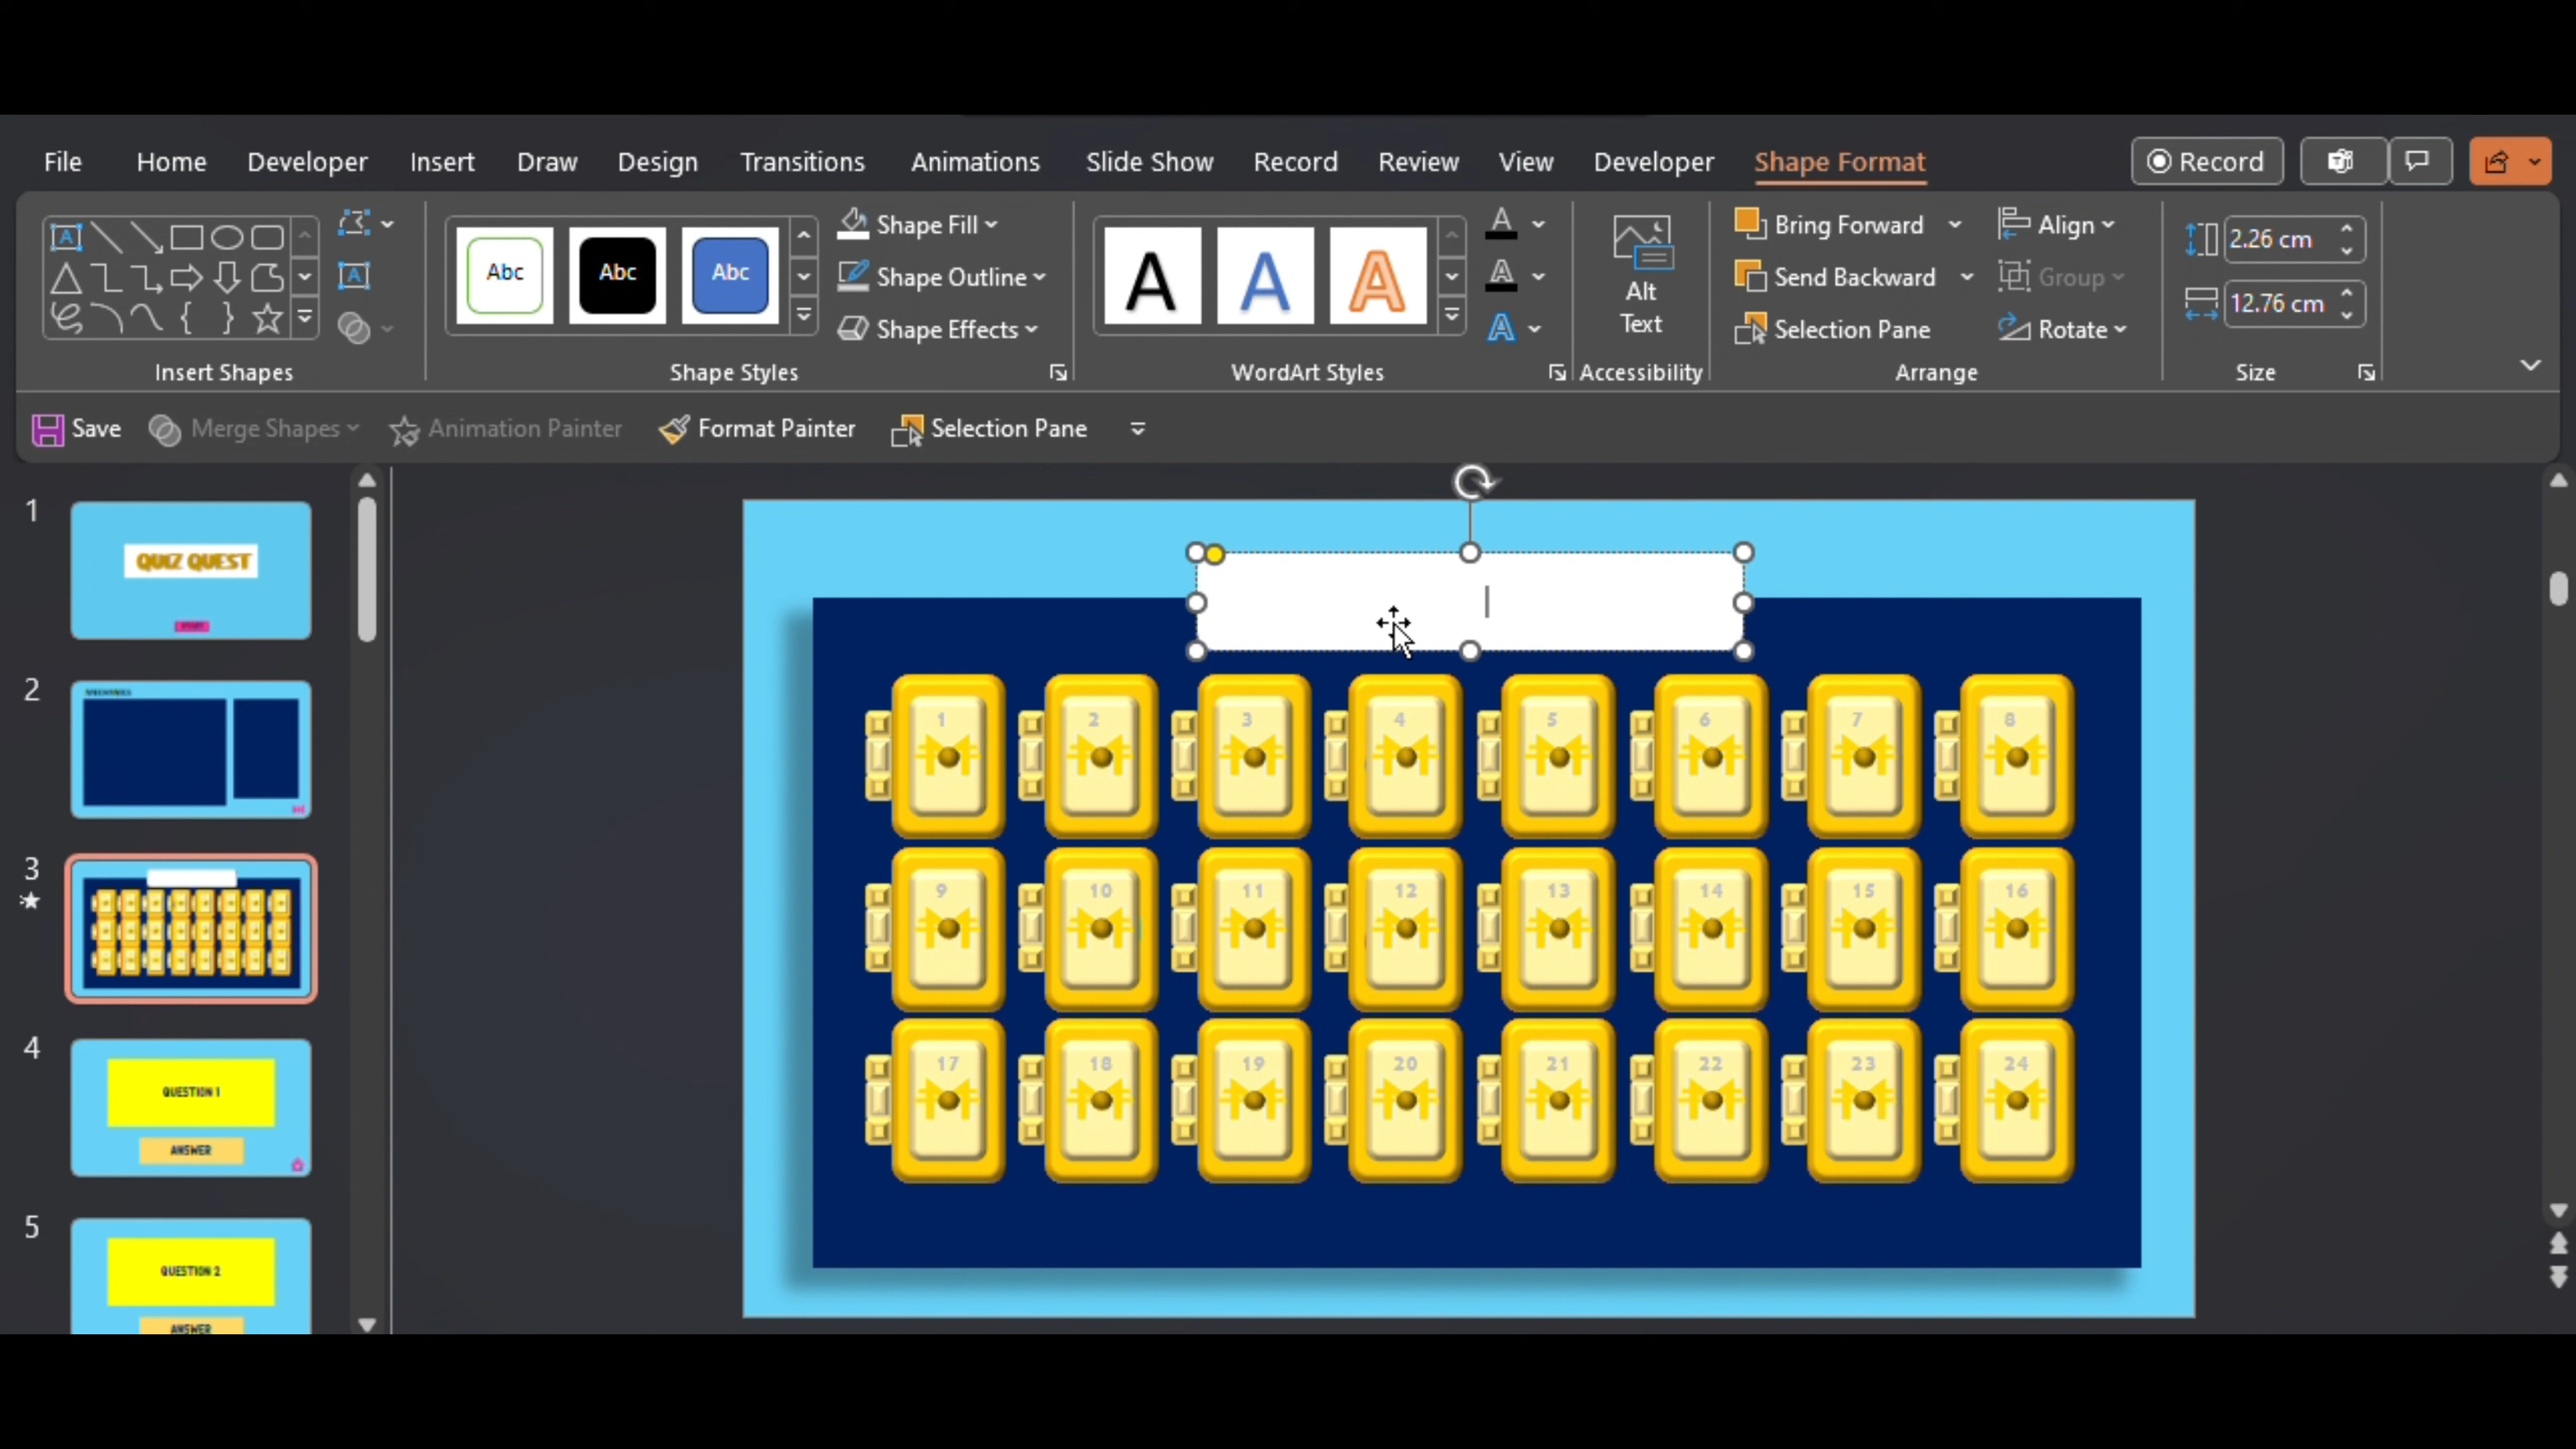 File Home Developer Insert Draw Design Transitions Animations Slide Show Record Review View Developer Shape Format Record
Abc Abc Abc
Shape Fill
Shape Outline
Shape Effects
A A A
A
A
A
Alt
Text
Bring Forward
Send Backward
Selection Pane
Align
Group
Rotate
2.26 cm
12.76 cm
Insert Shapes Shape Styles WordArt Styles Accessibility Arrange Size
Save Merge Shapes Animation Painter Format Painter Selection Pane
1
QUIZ QUEST
START
2
MECHANICS
3
4
QUESTION 1
ANSWER
5
QUESTION 2
ANSWER
1 2 3 4 5 6 7 8
9 10 11 12 13 14 15 16
17 18 19 20 21 22 23 24